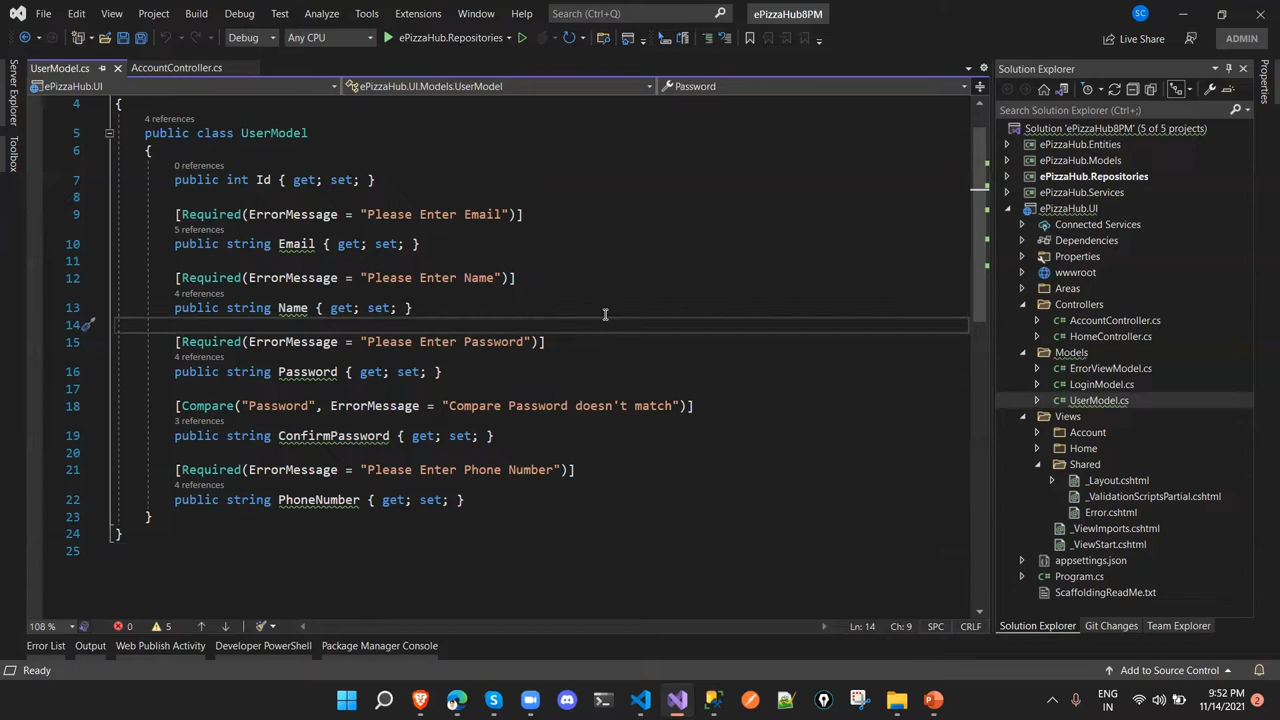 File Edit View Project Build Debug Test Analyze Tools Extensions Window Help Search (Ctrl+Q) ePizzaHub8PM SC
Debug Any CPU ePizzaHub.Repositories Live Share ADMIN
UserModel.cs AccountController.cs
ePizzaHub.UI ePizzaHub.UI.Models.UserModel Password
Server Explorer
Toolbox
4 {
4 references
5 public class UserModel
6 {
0 references
7 public int Id { get; set; }
8
9 [Required(ErrorMessage = "Please Enter Email")]
5 references
10 public string Email { get; set; }
11
12 [Required(ErrorMessage = "Please Enter Name")]
4 references
13 public string Name { get; set; }
14
15 [Required(ErrorMessage = "Please Enter Password")]
4 references
16 public string Password { get; set; }
17
18 [Compare("Password", ErrorMessage = "Compare Password doesn't match")]
3 references
19 public string ConfirmPassword { get; set; }
20
21 [Required(ErrorMessage = "Please Enter Phone Number")]
4 references
22 public string PhoneNumber { get; set; }
23 }
24 }
25
108 % 0 5 Ln: 14 Ch: 9 SPC CRLF
Solution Explorer
Search Solution Explorer (Ctrl+;)
Solution 'ePizzaHub8PM' (5 of 5 projects)
ePizzaHub.Entities
ePizzaHub.Models
ePizzaHub.Repositories
ePizzaHub.Services
ePizzaHub.UI
Connected Services
Dependencies
Properties
wwwroot
Areas
Controllers
AccountController.cs
HomeController.cs
Models
ErrorViewModel.cs
LoginModel.cs
UserModel.cs
Views
Account
Home
Shared
_Layout.cshtml
_ValidationScriptsPartial.cshtml
Error.cshtml
_ViewImports.cshtml
_ViewStart.cshtml
appsettings.json
Program.cs
ScaffoldingReadMe.txt
Solution Explorer Git Changes Team Explorer
Properties
Error List Output Web Publish Activity Developer PowerShell Package Manager Console
Ready Add to Source Control
ENG
IN
9:52 PM
11/14/2021
2